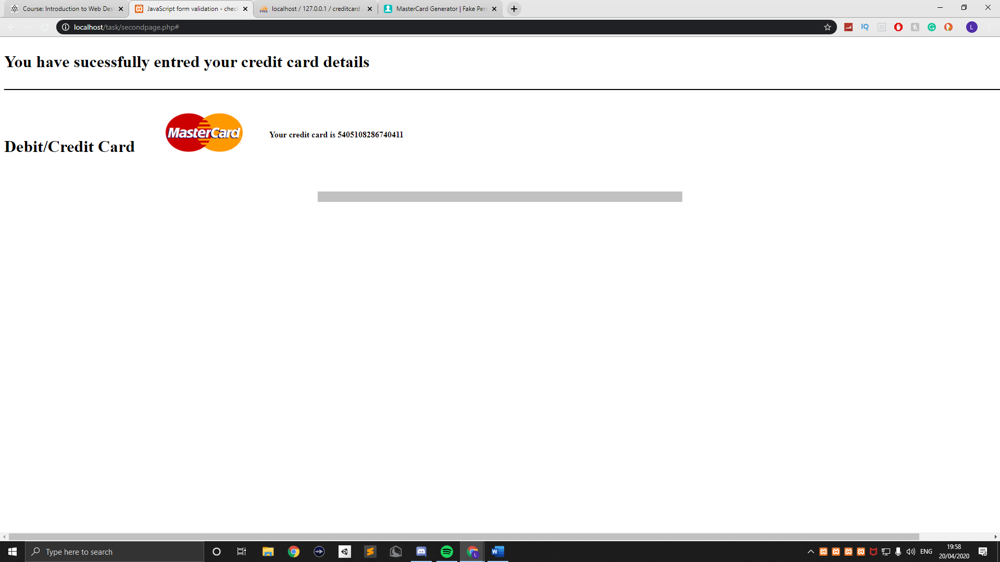 Course: Introduction to Web Des
JavaScript form validation - chec
localhost / 127.0.0.1 / creditcard
MasterCard Generator | Fake Pers
localhost/task/secondpage.php#
You have sucessfully entred your credit card details
MasterCard
Your credit card is 5405108286740411
Debit/Credit Card
Type here to search
ENG
19:58
20/04/2020